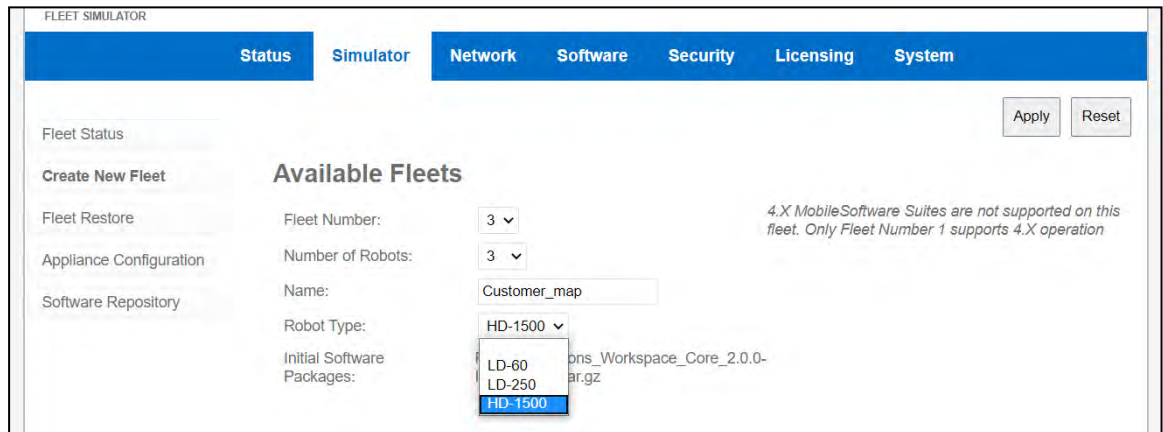 FLEET SIMULATOR
Status Simulator Network Software Security Licensing System
Apply Reset
Fleet Status
Create New Fleet
Fleet Restore
Appliance Configuration
Software Repository
Available Fleets
Fleet Number: 3
4.X MobileSoftware Suites are not supported on this
fleet. Only Fleet Number 1 supports 4.X operation
Number of Robots: 3
Name: Customer_map
Robot Type: HD-1500
Initial Software
Packages:
ons_Workspace_Core_2.0.0-
ar.gz
LD-60
LD-250
HD-1500